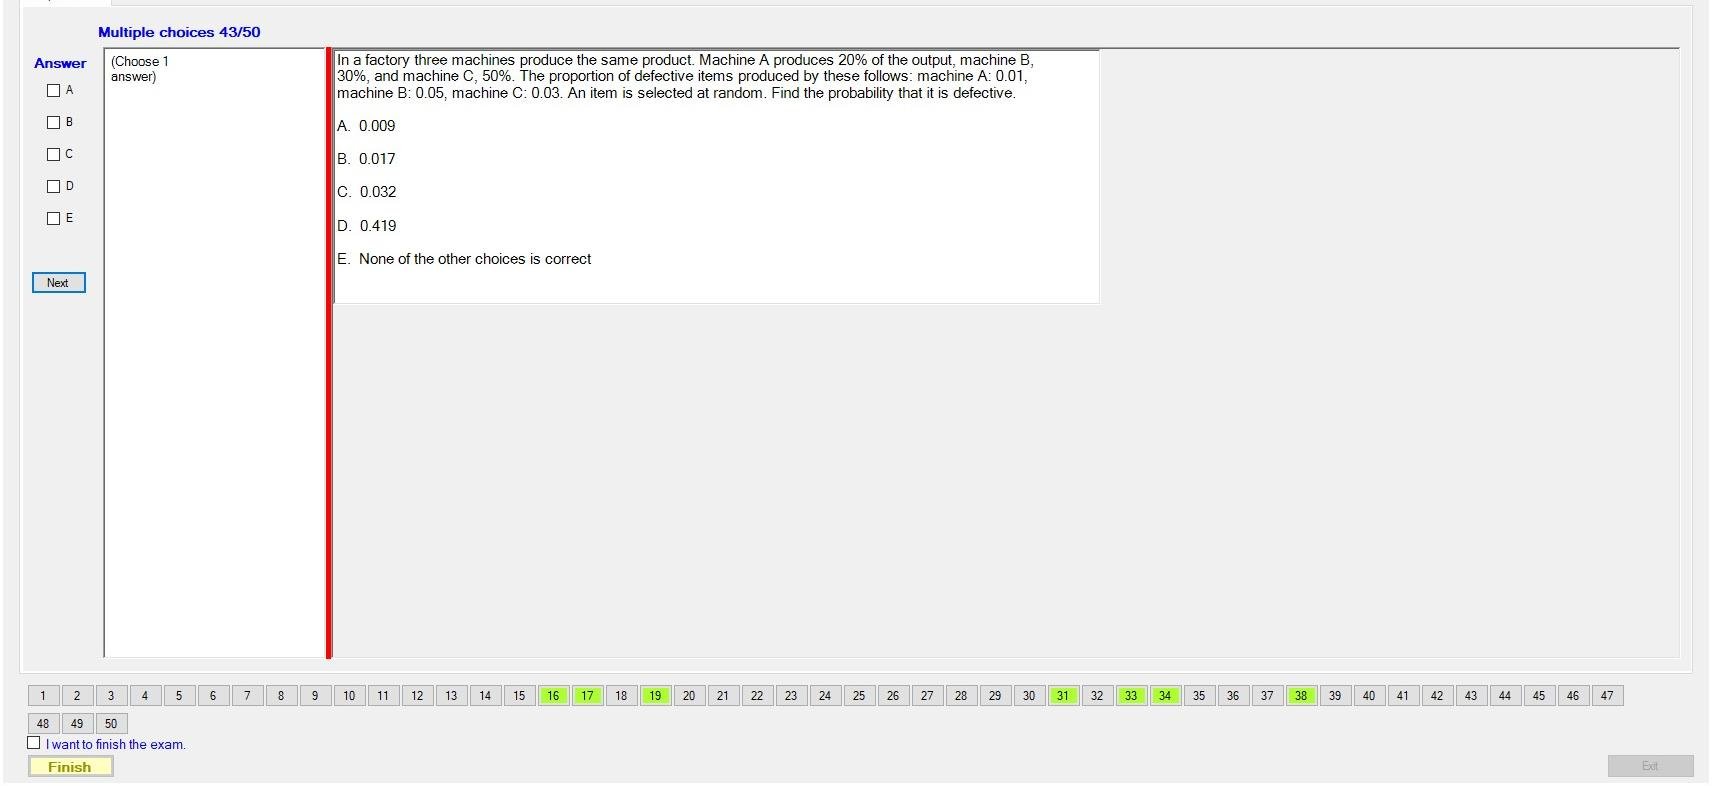 Multiple choices 43/50
Answer
(Choose 1
answer)
A
B
C
D
E
Next
In a factory three machines produce the same product. Machine A produces 20% of the output, machine B,
30%, and machine C, 50%. The proportion of defective items produced by these follows: machine A: 0.01,
machine B: 0.05, machine C: 0.03. An item is selected at random. Find the probability that it is defective.
A. 0.009
B. 0.017
C. 0.032
D. 0.419
E. None of the other choices is correct
1 2 3 4 5 6 7 8 9 10 11 12 13 14 15 16 17 18 19 20 21 22 23 24 25 26 27 28 29 30 31 32 33 34 35 36 37 38 39 40 41 42 43 44 45 46 47
48 49 50
I want to finish the exam.
Finish
Exit